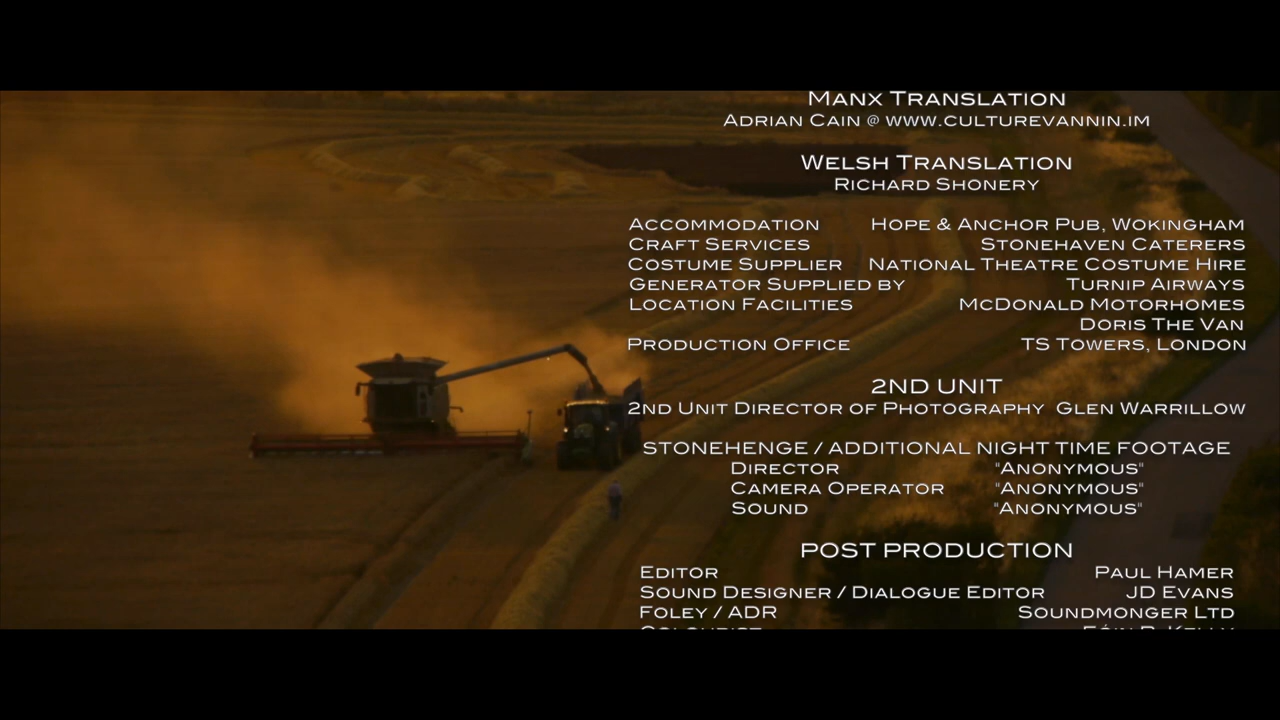 MANX TRANSLATION
ADRIAN CAIN @ WWW.CULTUREVANNIN.IM
WELSH TRANSLATION
RICHARD SHONERY
ACCOMMODATION HOPE & ANCHOR PUB, WOKINGHAM
CRAFT SERVICES STONEHAVEN CATERERS
COSTUME SUPPLIER NATIONAL THEATRE COSTUME HIRE
GENERATOR SUPPLIED BY TURNIP AIRWAYS
LOCATION FACILITIES MCDONALD MOTORHOMES
DORIS THE VAN
PRODUCTION OFFICE TS TOWERS, LONDON
2ND UNIT
2ND UNIT DIRECTOR OF PHOTOGRAPHY GLEN WARRILLOW
STONEHENGE / ADDITIONAL NIGHT TIME FOOTAGE
DIRECTOR "ANONYMOUS"
CAMERA OPERATOR "ANONYMOUS"
SOUND "ANONYMOUS"
POST PRODUCTION
EDITOR PAUL HAMER
SOUND DESIGNER / DIALOGUE EDITOR JD EVANS
FOLEY / ADR SOUNDMONGER LTD